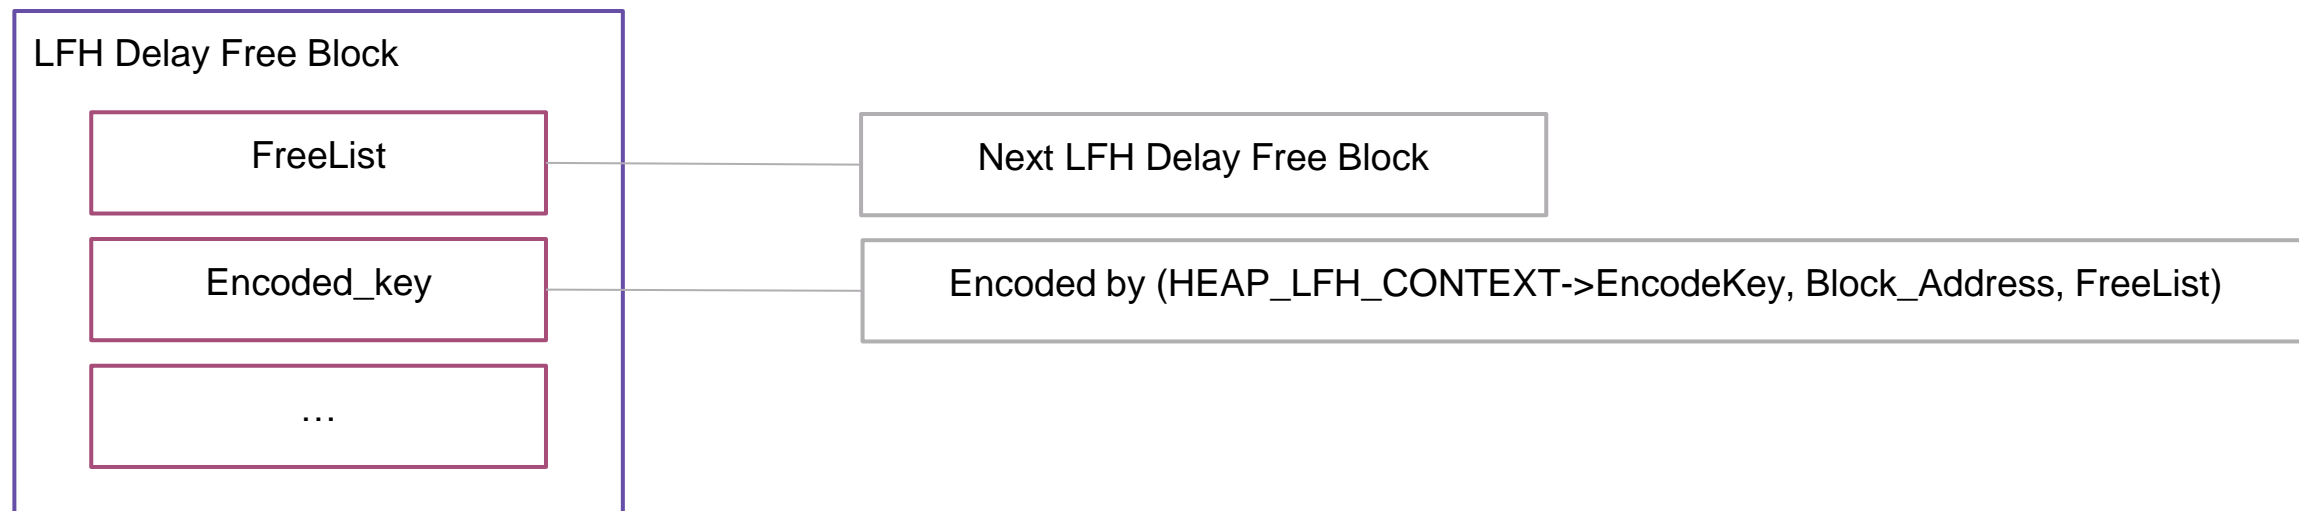 LFH Delay Free Block
FreeList
Next LFH Delay Free Block
Encoded_key
Encoded by (HEAP_LFH_CONTEXT->EncodeKey, Block_Address, FreeList)
…